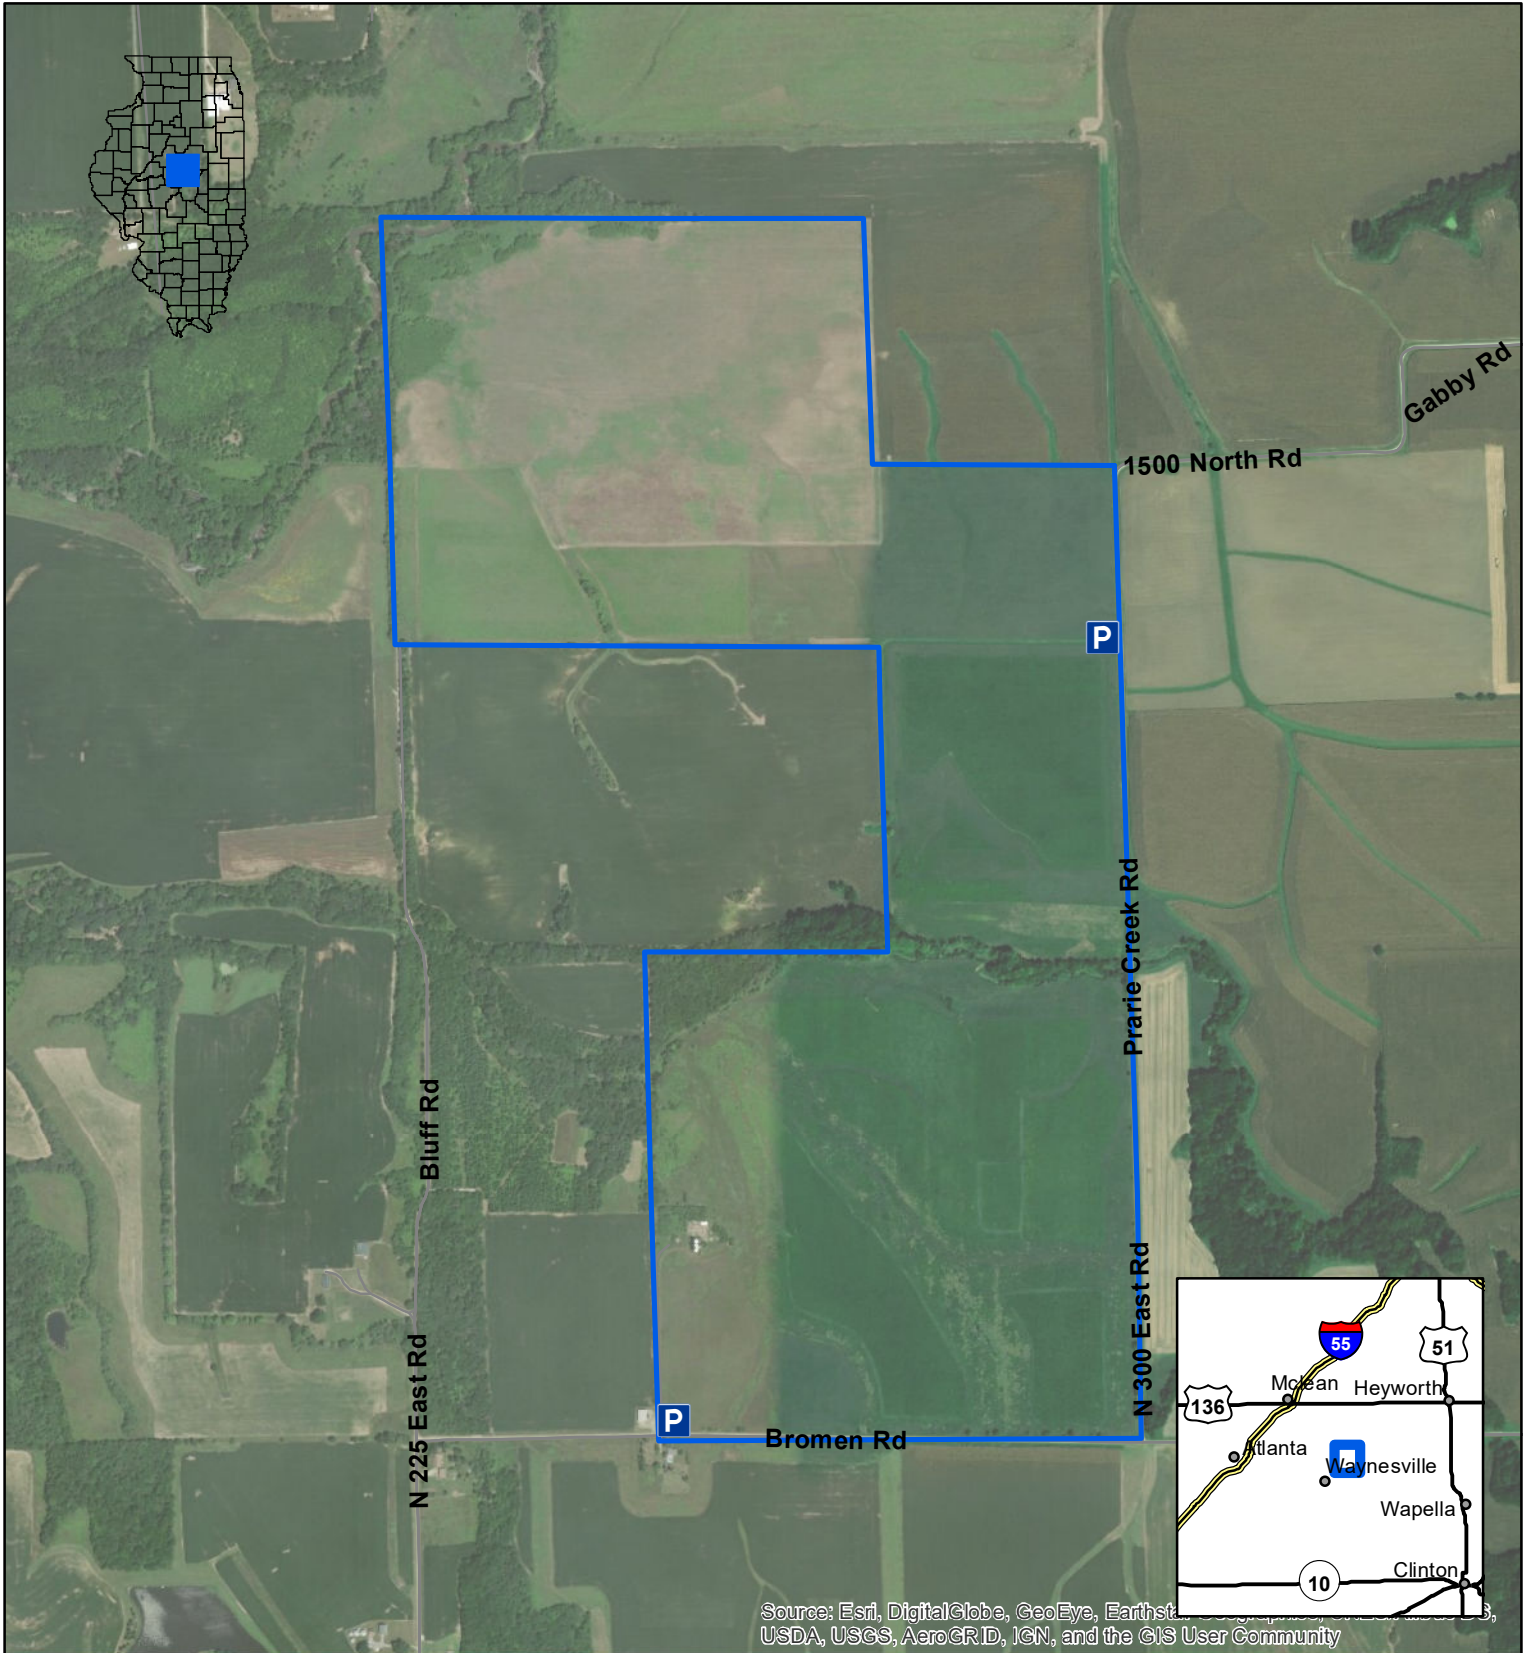 Gabby Rd
1500 North Rd
P
Prarie Creek Rd
Bluff Rd
N 300 East Rd
N 225 East Rd
P
Bromen Rd
55
51
Mclean
Heyworth
136
Atlanta
Waynesville
Wapella
Clinton
10
Source: Esri, DigitalGlobe, GeoEye,
USDA, USGS, AeroGRID, IGN, and the GIS User Community